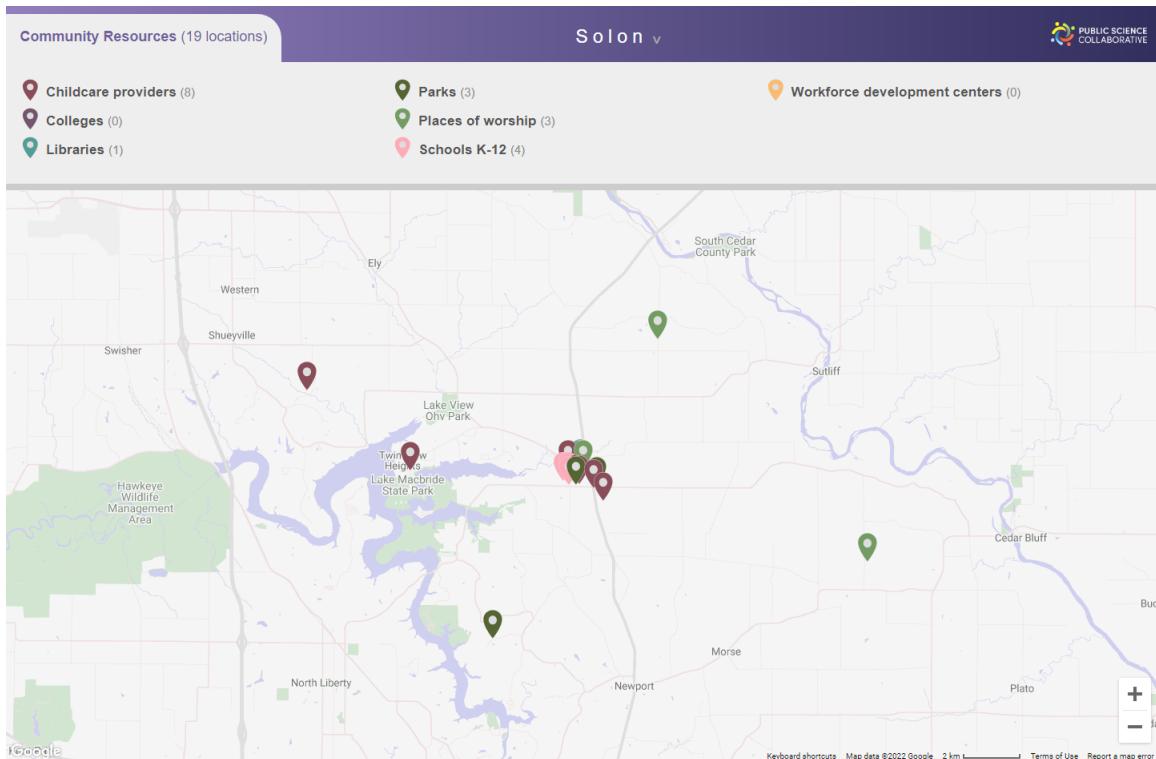 Community Resources (19 locations)
Solon v
PUBLIC SCIENCE
COLLABORATIVE
Childcare providers (8)
Parks (3)
Workforce development centers (0)
Colleges (0)
Places of worship (3)
Libraries (1)
Schools K-12 (4)
South Cedar
County Park
Ely
Western
Shueyville
Swisher
Sutliff
Lake View
Ohv Park
Heights
Lake Macbride
State Park
Hawkeye
Wildlife
Management
Area
Cedar Bluff
Morse
North Liberty
Newport
Plato
+
−
Google
Keyboard shortcuts
Map data ©2022 Google
2 km
Terms of Use
Report a map error